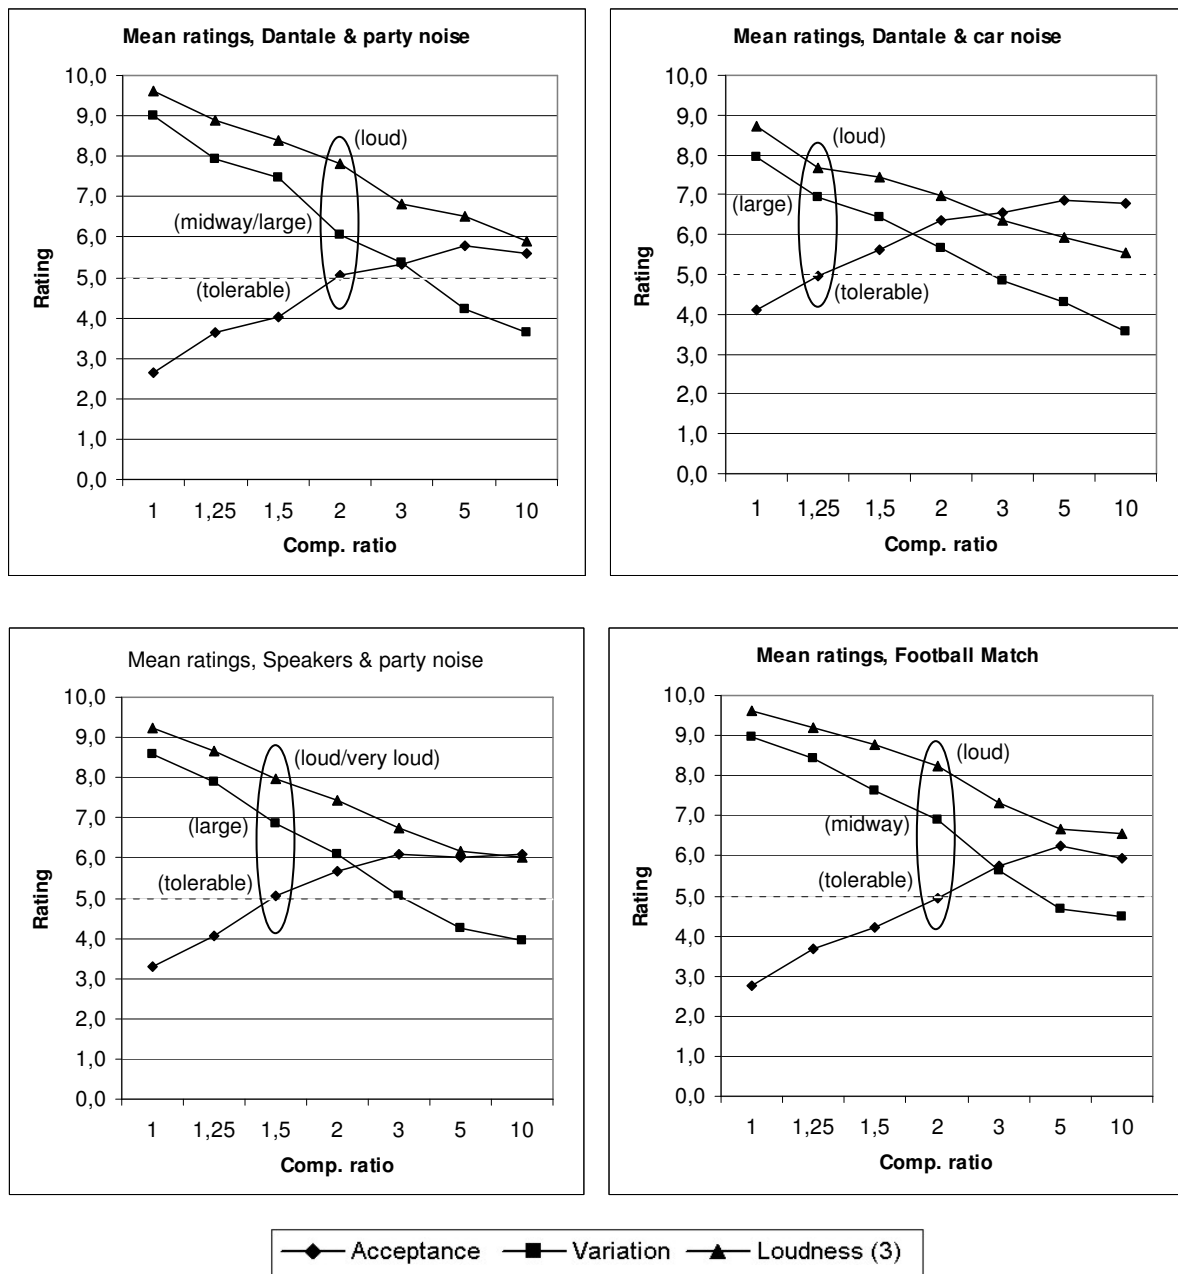 Mean ratings, Dantale & party noise
10,0
9,0
8,0
7,0
6,0
5,0
4,0
3,0
2,0
1,0
0,0
Rating
(loud)
(midway/large)
(tolerable)
1 1,25 1,5 2 3 5 10
Comp. ratio
Mean ratings, Dantale & car noise
10,0
9,0
8,0
7,0
6,0
5,0
4,0
3,0
2,0
1,0
0,0
Rating
(loud)
(large)
(tolerable)
1 1,25 1,5 2 3 5 10
Comp. ratio
Mean ratings, Speakers & party noise
10,0
9,0
8,0
7,0
6,0
5,0
4,0
3,0
2,0
1,0
0,0
Rating
(loud/very loud)
(large)
(tolerable)
1 1,25 1,5 2 3 5 10
Comp. ratio
Mean ratings, Football Match
10,0
9,0
8,0
7,0
6,0
5,0
4,0
3,0
2,0
1,0
0,0
Rating
(loud)
(midway)
(tolerable)
1 1,25 1,5 2 3 5 10
Comp. ratio
Acceptance Variation Loudness (3)